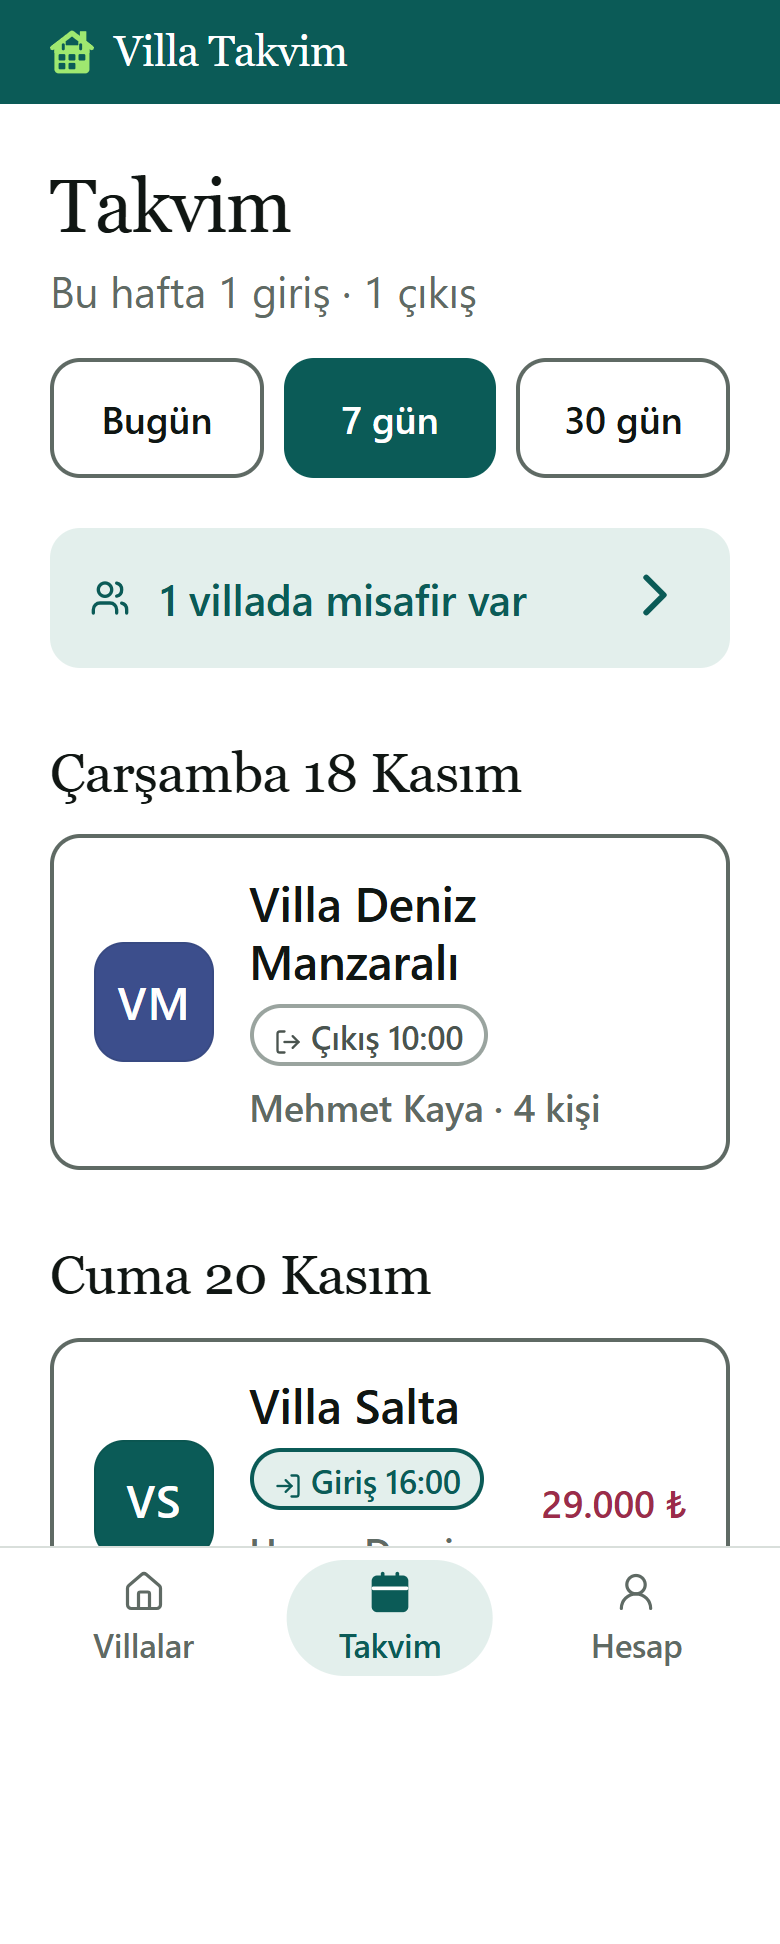 Villa Takvim
Takvim
Bu hafta 1 giriş · 1 çıkış
Bugün
7 gün
30 gün
1 villada misafir var
Çarşamba 18 Kasım
VM
Villa Deniz
Manzaralı
Çıkış 10:00
Mehmet Kaya · 4 kişi
Cuma 20 Kasım
VS
Villa Salta
Giriş 16:00
29.000 ₺
Villalar
Takvim
Hesap